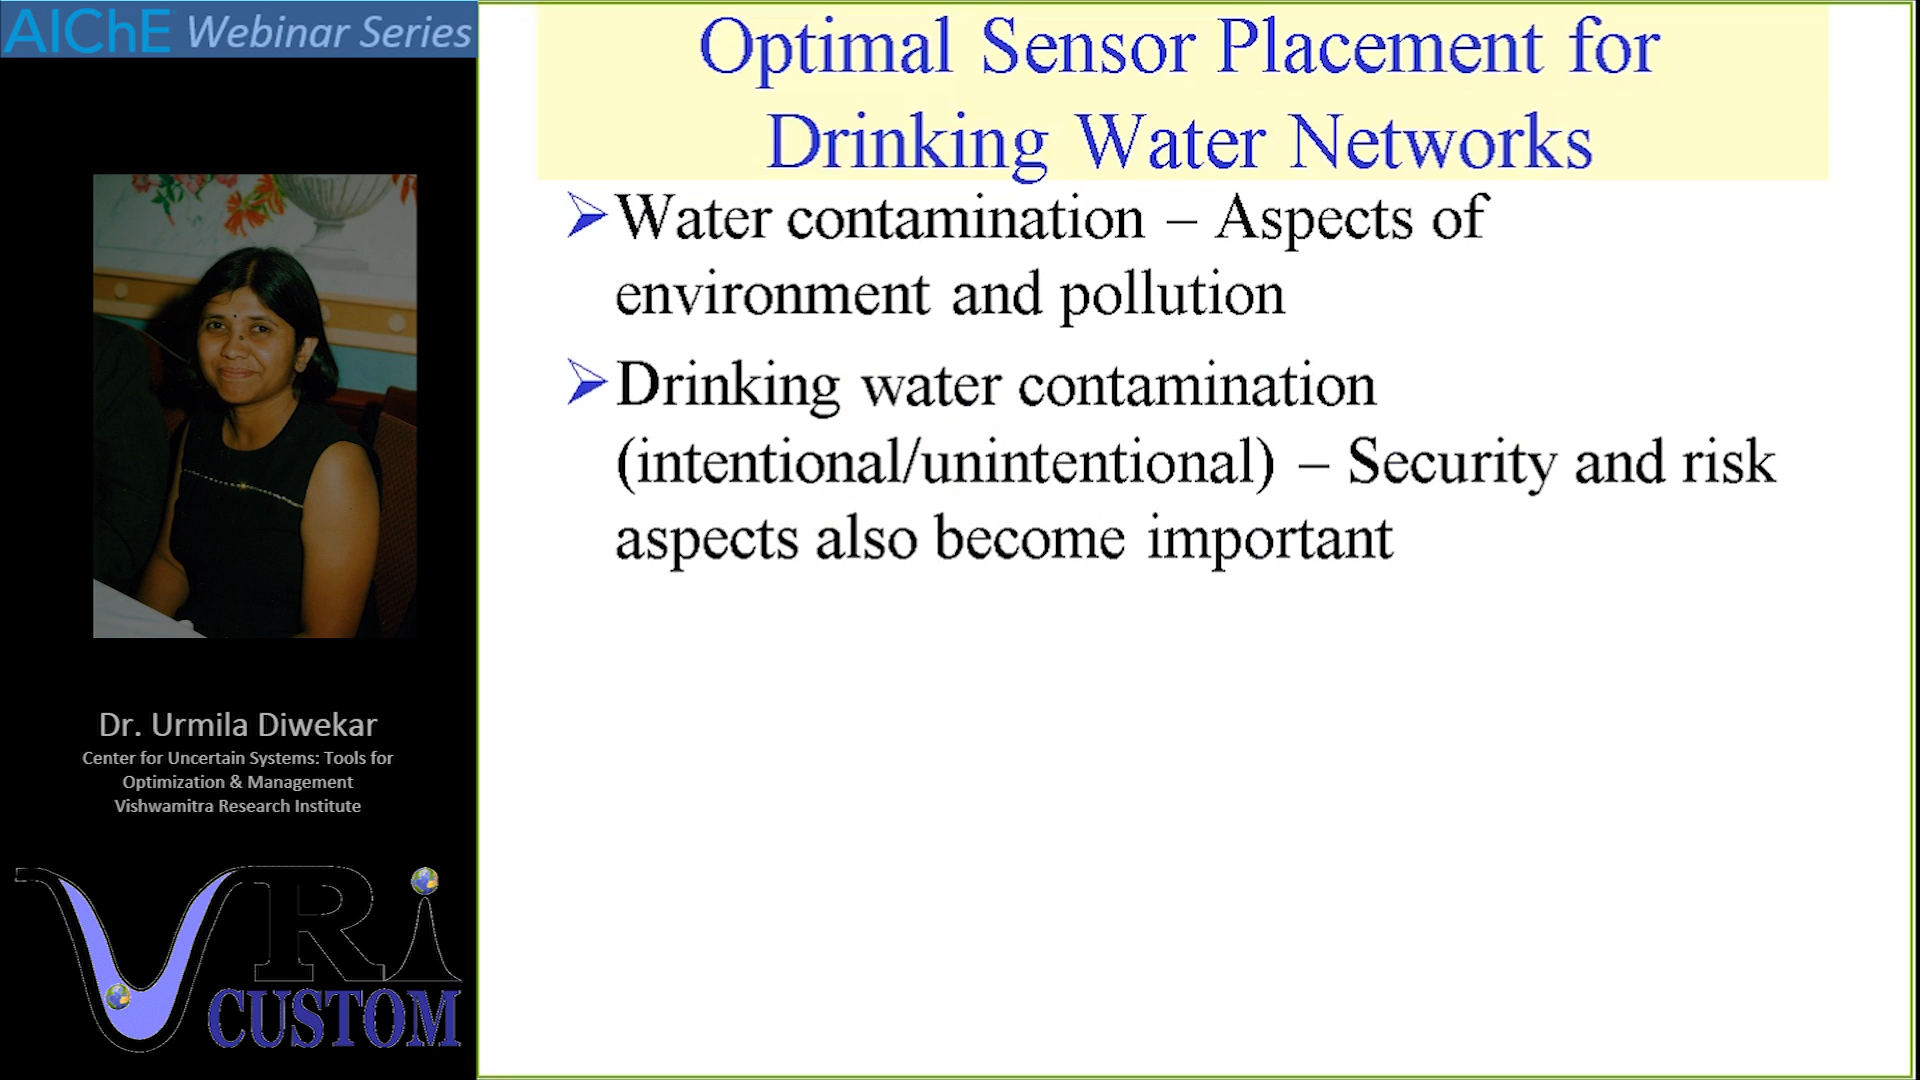 AIChE Webinar Series
Optimal Sensor Placement for
Drinking Water Networks
Water contamination – Aspects of
environment and pollution
Drinking water contamination
(intentional/unintentional) – Security and risk
aspects also become important
Dr. Urmila Diwekar
Center for Uncertain Systems: Tools for
Optimization & Management
Vishwamitra Research Institute
VRi
CUSTOM